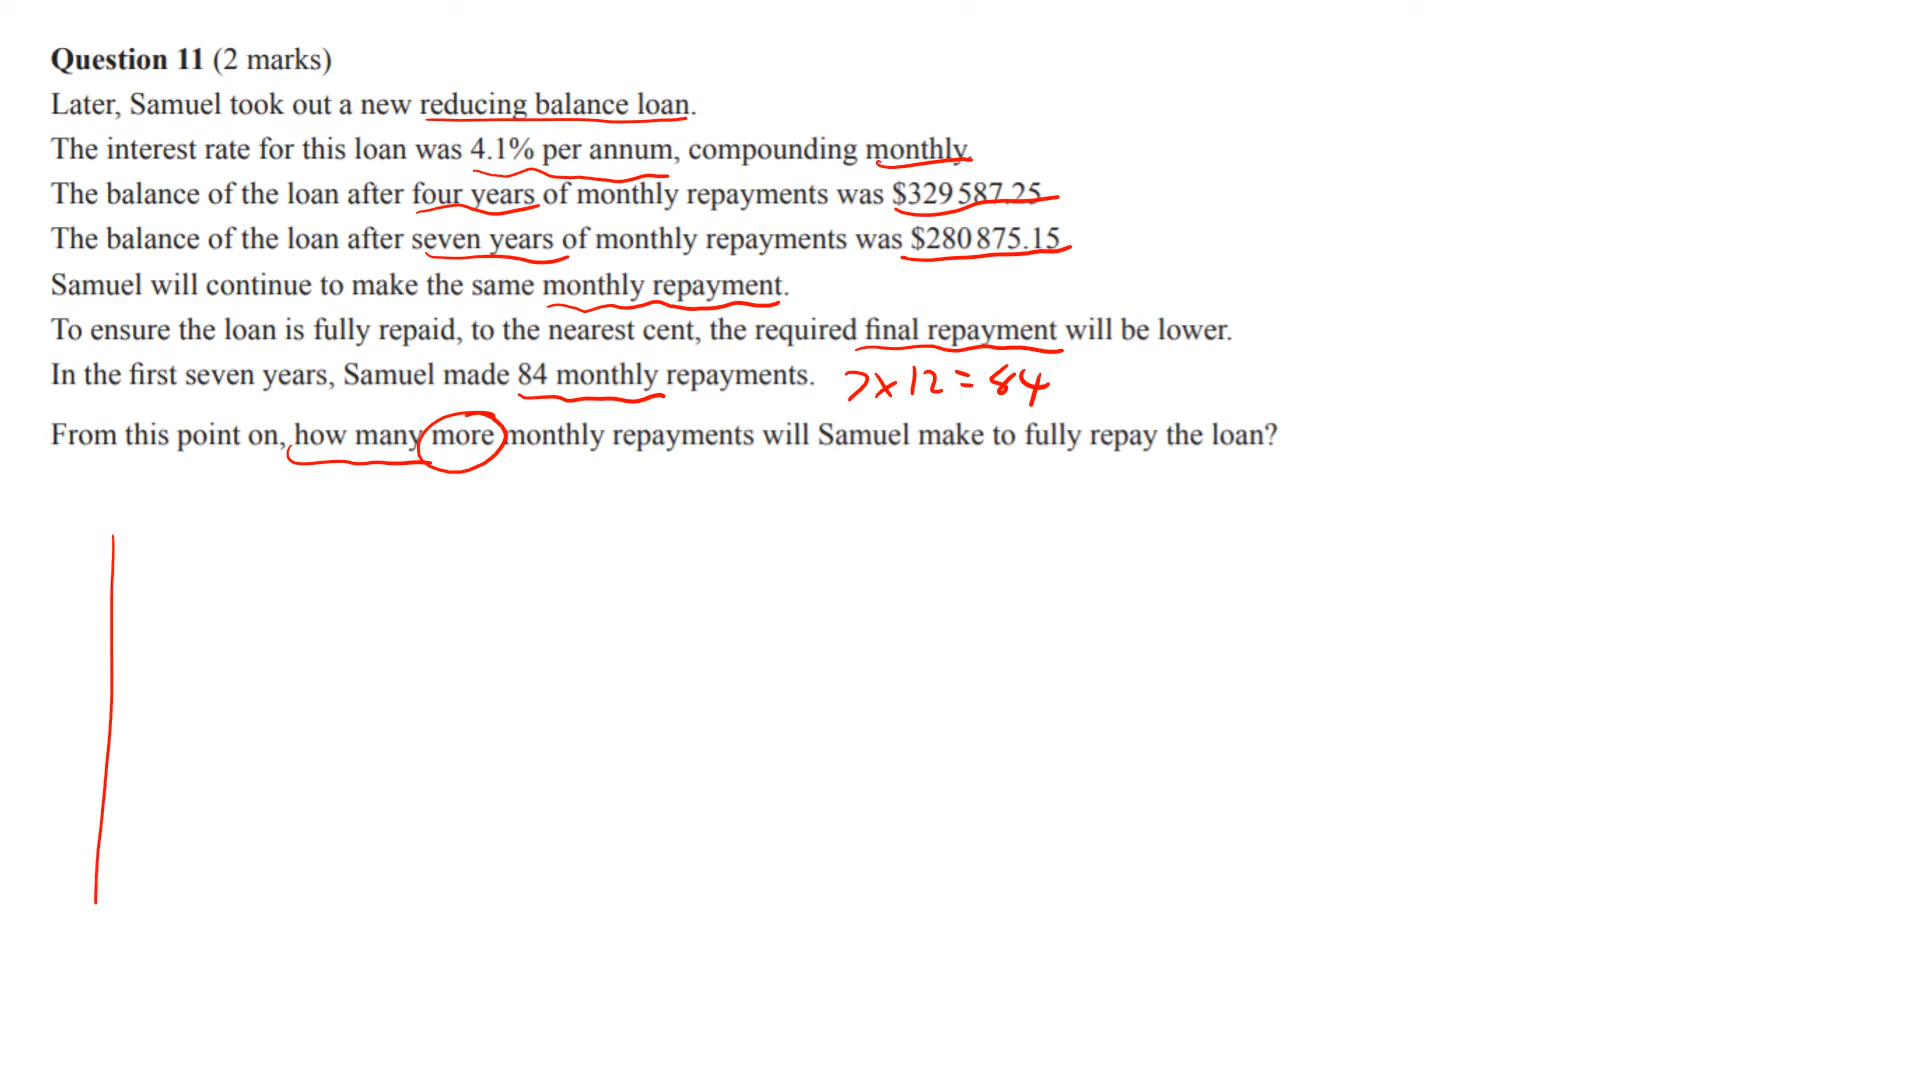 Question 11 (2 marks)
Later, Samuel took out a new reducing balance loan.
The interest rate for this loan was 4.1% per annum, compounding monthly.
The balance of the loan after four years of monthly repayments was $329 587.25
The balance of the loan after seven years of monthly repayments was $280 875.15
Samuel will continue to make the same monthly repayment.
To ensure the loan is fully repaid, to the nearest cent, the required final repayment will be lower.
In the first seven years, Samuel made 84 monthly repayments. 7 x 12 = 84
From this point on, how many more monthly repayments will Samuel make to fully repay the loan?